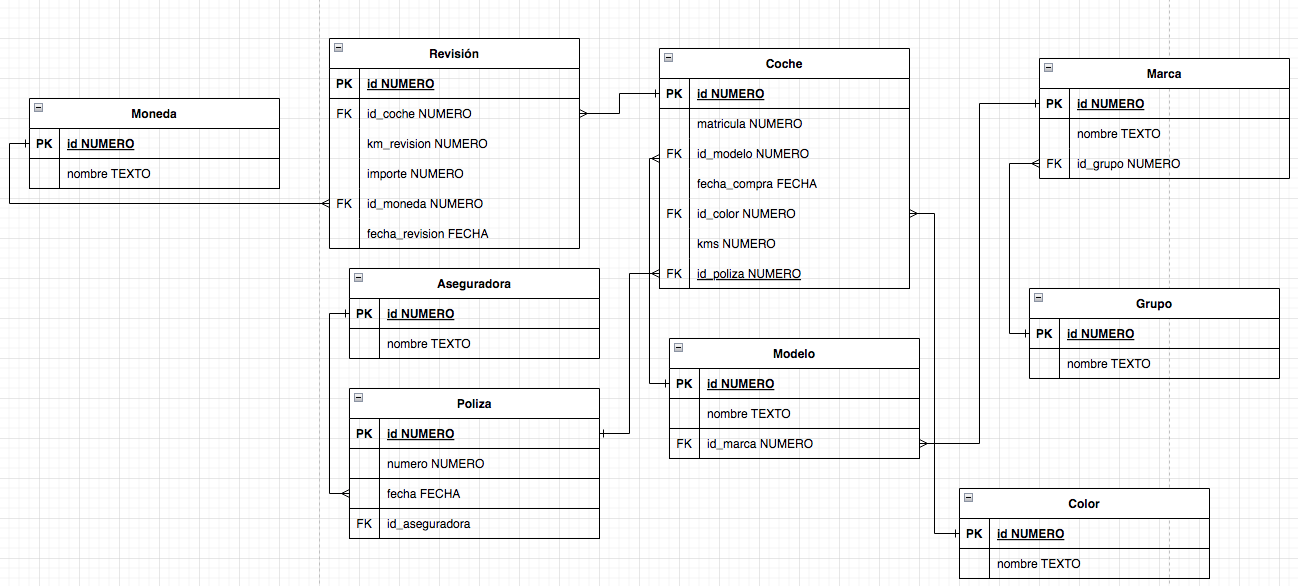 Moneda
PK id NUMERO
nombre TEXTO
Revisión
PK id NUMERO
FK id_coche NUMERO
km_revision NUMERO
importe NUMERO
FK id_moneda NUMERO
fecha_revision FECHA
Coche
PK id NUMERO
matricula NUMERO
FK id_modelo NUMERO
fecha_compra FECHA
FK id_color NUMERO
kms NUMERO
FK id_poliza NUMERO
Marca
PK id NUMERO
nombre TEXTO
FK id_grupo NUMERO
Aseguradora
PK id NUMERO
nombre TEXTO
Poliza
PK id NUMERO
numero NUMERO
fecha FECHA
FK id_aseguradora
Modelo
PK id NUMERO
nombre TEXTO
FK id_marca NUMERO
Grupo
PK id NUMERO
nombre TEXTO
Color
PK id NUMERO
nombre TEXTO